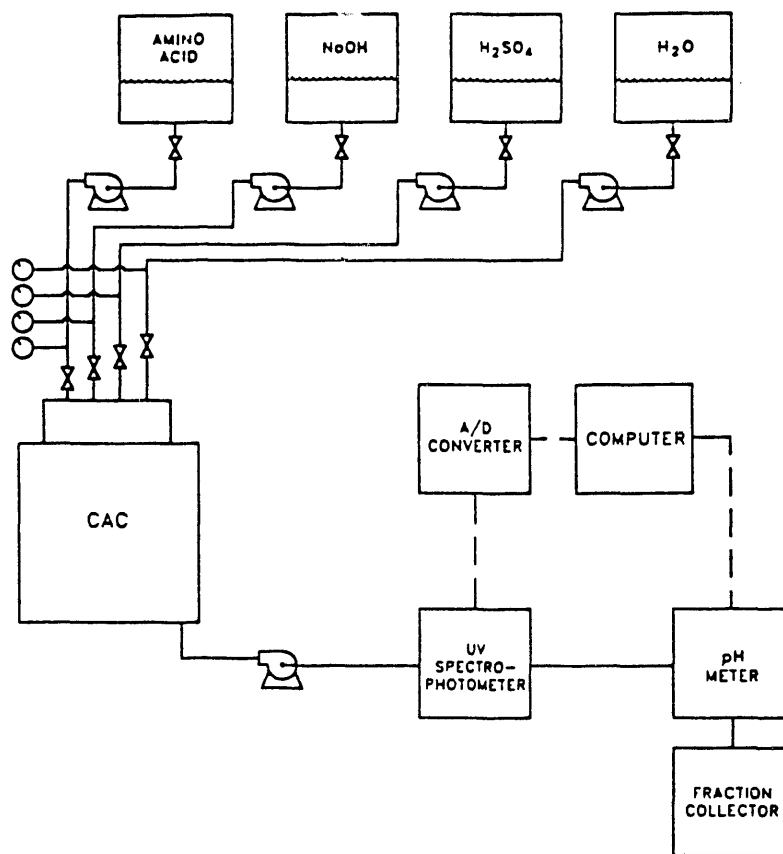 AMINO
ACID
NaOH
H₂SO₄
H₂O
A/D
CONVERTER
COMPUTER
CAC
UV
SPECTRO-
PHOTOMETER
pH
METER
FRACTION
COLLECTOR